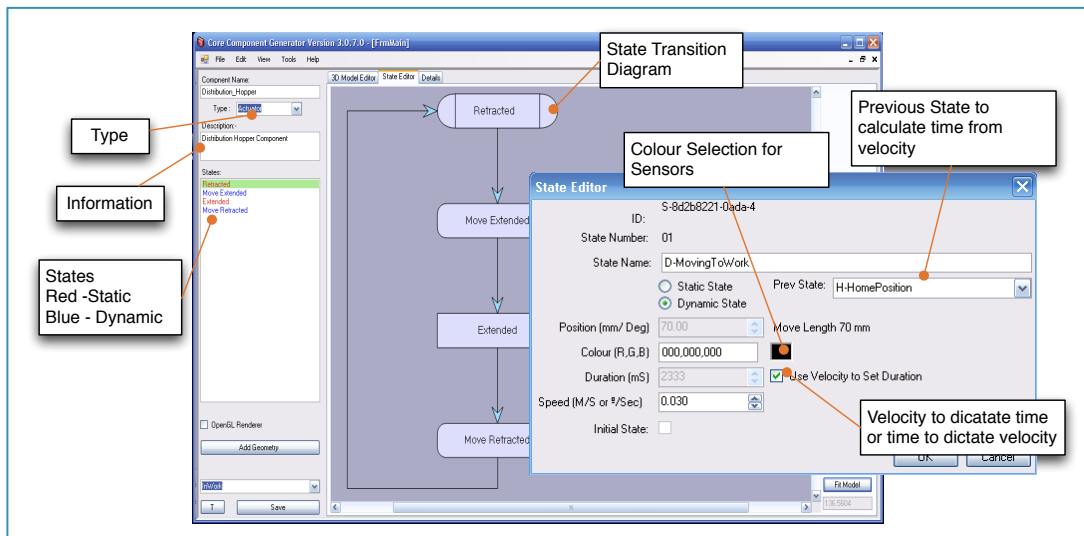 Core Component Generator Version 3.0.7.0 - [FrmMain]
File Edit View Tools Help
Component Name:
Distribution_Hopper
Type: Actuator
Description:-
Distribution Hopper Component
States:
Retracted
Move Extended
Extended
Move Retracted
OpenGL Renderer
Add Geometry
InWork
T
Save
3D Model Editor State Editor Details
Retracted
Move Extended
Extended
Move Retracted
Fit Model
136.5604
State Transition
Diagram
Type
Information
States
Red -Static
Blue - Dynamic
Colour Selection for
Sensors
Previous State to
calculate time from
velocity
State Editor
ID: S-8d2b8221-0ada-4
State Number: 01
State Name: D-MovingToWork
Static State
Dynamic State
Prev State: H-HomePosition
Position (mm/ Deg) 70.00 Move Length 70 mm
Colour (R,G,B) 000,000,000
Duration (mS) 2333 Use Velocity to Set Duration
Speed (M/S or º/Sec) 0.030
Initial State:
OK Cancel
Velocity to dicatate time
or time to dictate velocity